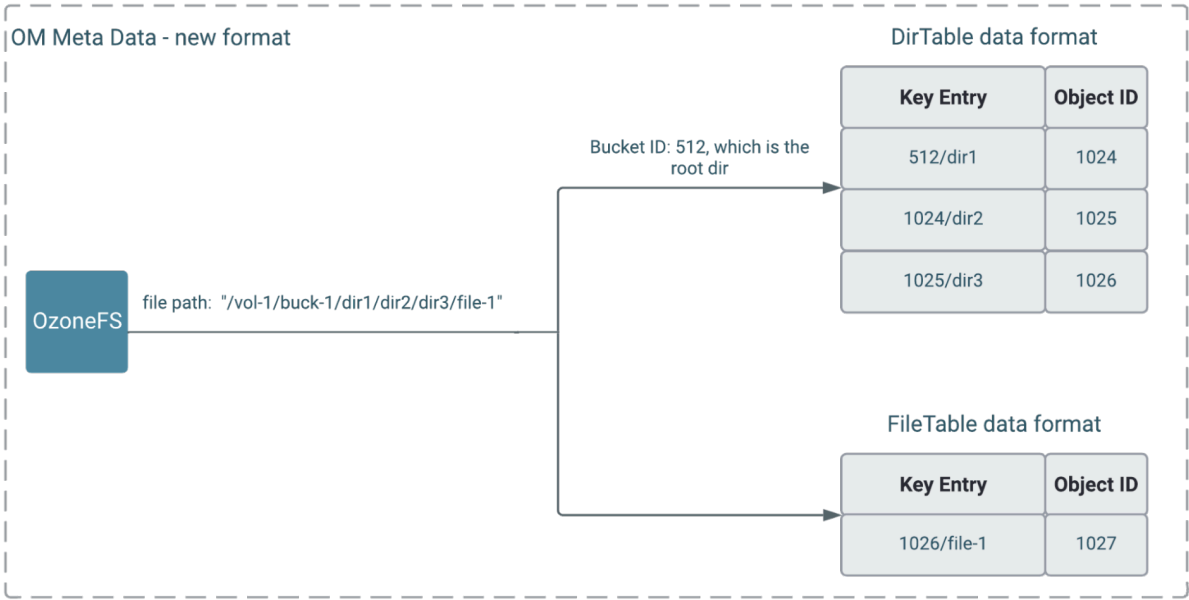 OM Meta Data - new format
DirTable data format
Key Entry Object ID
Bucket ID: 512, which is the
root dir
512/dir1 1024
1024/dir2 1025
1025/dir3 1026
OzoneFS
file path: "/vol-1/buck-1/dir1/dir2/dir3/file-1"
FileTable data format
Key Entry Object ID
1026/file-1 1027